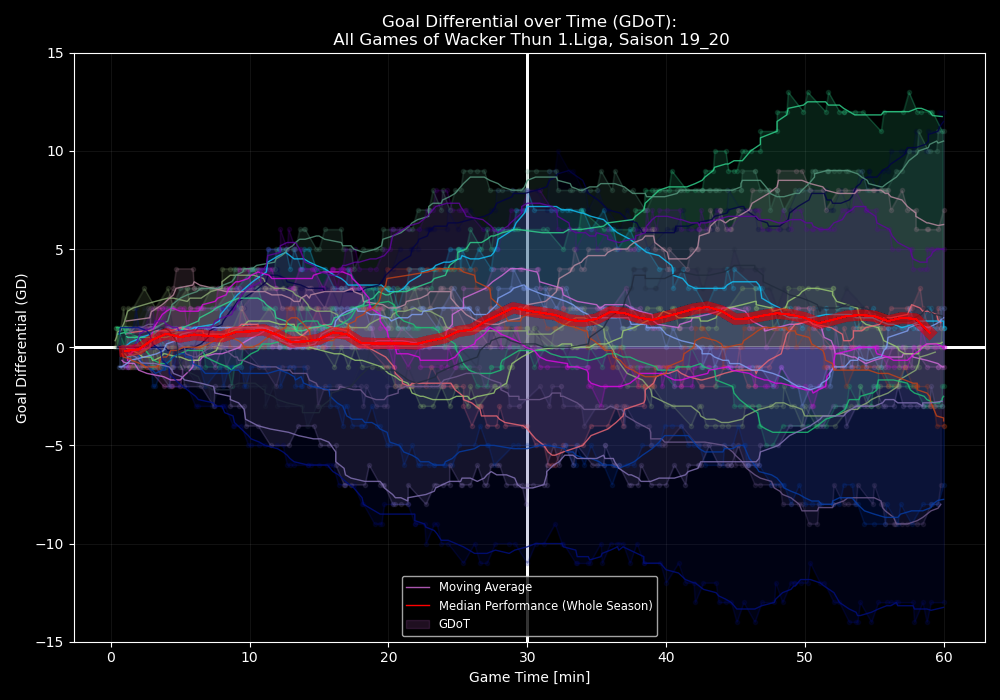 Goal Differential over Time (GDoT):
All Games of Wacker Thun 1.Liga, Saison 19_20
15
10
5
0
−5
−10
−15
Goal Differential (GD)
Moving Average
Median Performance (Whole Season)
GDoT
0 10 20 30 40 50 60
Game Time [min]